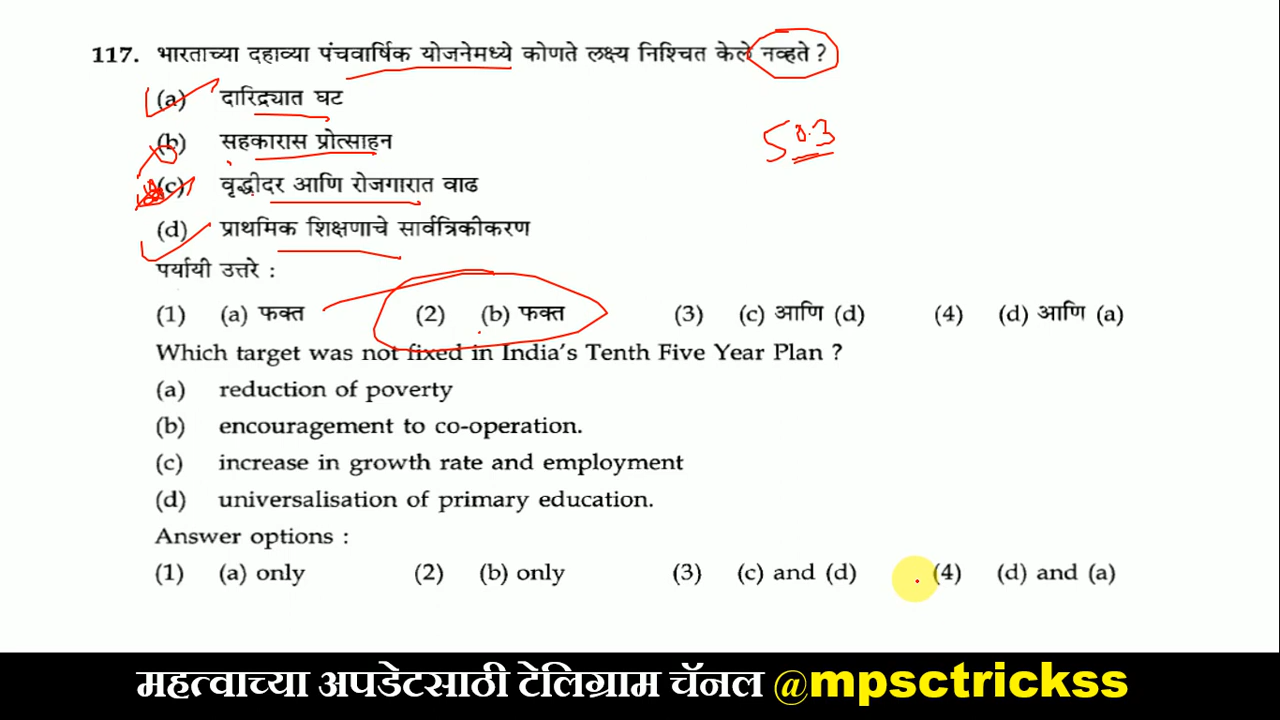 117. भारताच्या दहाव्या पंचवार्षिक योजनेमध्ये कोणते लक्ष्य निश्चित केले नव्हते ?
(a) दारिद्र्यात घट
(b) सहकारास प्रोत्साहन
(c) वृद्धीदर आणि रोजगारात वाढ
(d) प्राथमिक शिक्षणाचे सार्वत्रिकीकरण
पर्यायी उत्तरे :
(1) (a) फक्त (2) (b) फक्त (3) (c) आणि (d) (4) (d) आणि (a)
Which target was not fixed in India's Tenth Five Year Plan ?
(a) reduction of poverty
(b) encouragement to co-operation.
(c) increase in growth rate and employment
(d) universalisation of primary education.
Answer options :
(1) (a) only (2) (b) only (3) (c) and (d) (4) (d) and (a)
महत्वाच्या अपडेटसाठी टेलिग्राम चॅनल @mpsctrickss